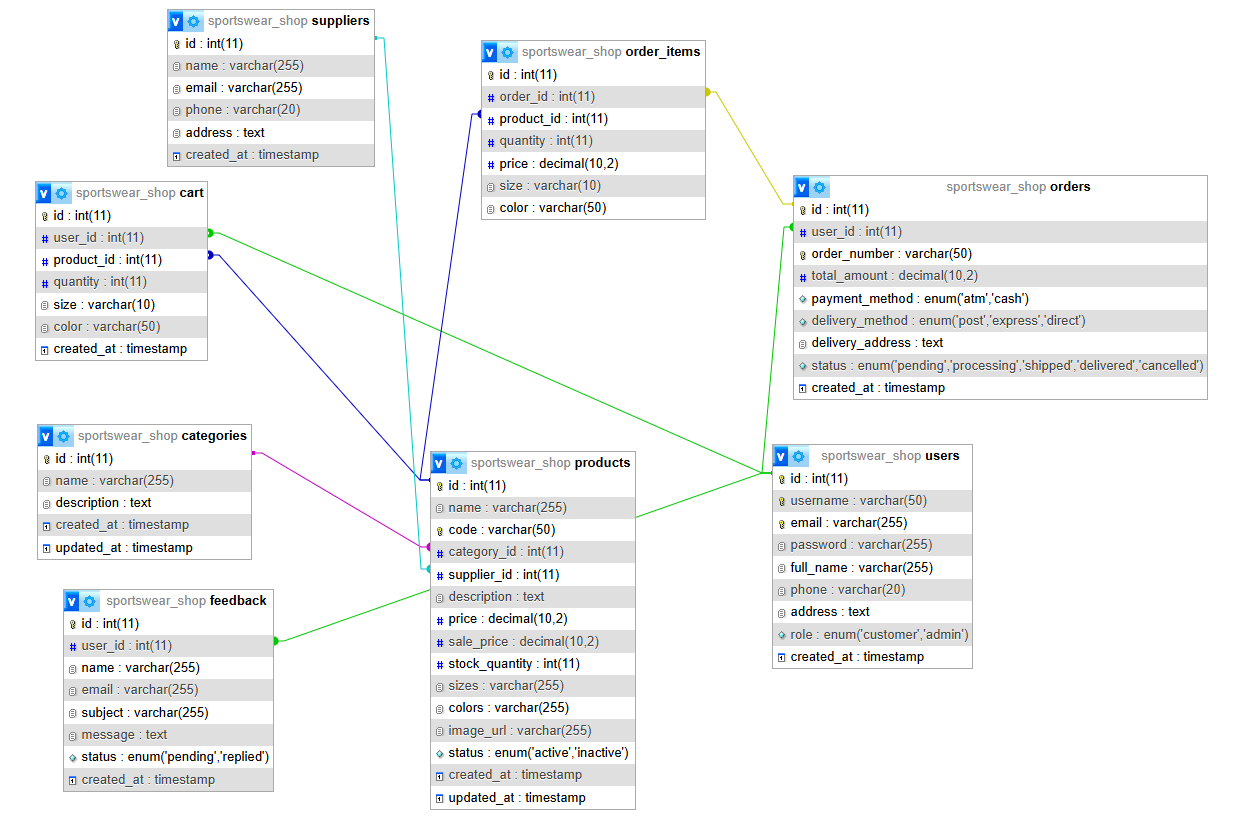 sportswear_shop suppliers
id : int(11)
name : varchar(255)
email : varchar(255)
phone : varchar(20)
address : text
created_at : timestamp
sportswear_shop order_items
id : int(11)
order_id : int(11)
product_id : int(11)
quantity : int(11)
price : decimal(10,2)
size : varchar(10)
color : varchar(50)
sportswear_shop cart
id : int(11)
user_id : int(11)
product_id : int(11)
quantity : int(11)
size : varchar(10)
color : varchar(50)
created_at : timestamp
sportswear_shop orders
id : int(11)
user_id : int(11)
order_number : varchar(50)
total_amount : decimal(10,2)
payment_method : enum('atm','cash')
delivery_method : enum('post','express','direct')
delivery_address : text
status : enum('pending','processing','shipped','delivered','cancelled')
created_at : timestamp
sportswear_shop categories
id : int(11)
name : varchar(255)
description : text
created_at : timestamp
updated_at : timestamp
sportswear_shop products
id : int(11)
name : varchar(255)
code : varchar(50)
category_id : int(11)
supplier_id : int(11)
description : text
price : decimal(10,2)
sale_price : decimal(10,2)
stock_quantity : int(11)
sizes : varchar(255)
colors : varchar(255)
image_url : varchar(255)
status : enum('active','inactive')
created_at : timestamp
updated_at : timestamp
sportswear_shop users
id : int(11)
username : varchar(50)
email : varchar(255)
password : varchar(255)
full_name : varchar(255)
phone : varchar(20)
address : text
role : enum('customer','admin')
created_at : timestamp
sportswear_shop feedback
id : int(11)
user_id : int(11)
name : varchar(255)
email : varchar(255)
subject : varchar(255)
message : text
status : enum('pending','replied')
created_at : timestamp